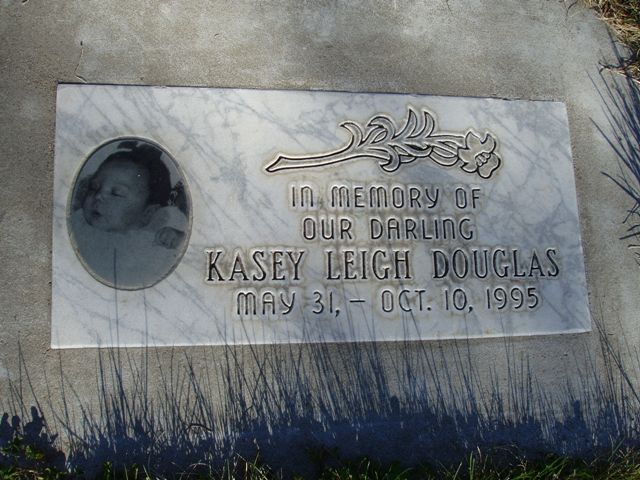 IN MEMORY OF
OUR DARLING
KASEY LEIGH DOUGLAS
MAY 31, – OCT. 10, 1995